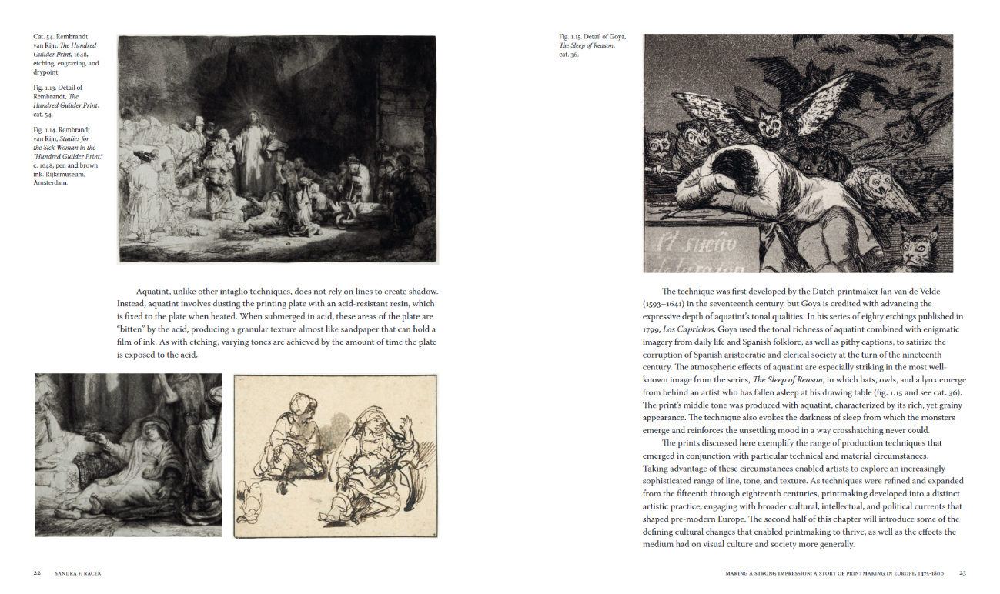 Cat. 54. Rembrandt
van Rijn, The Hundred
Guilder Print, 1648,
etching, engraving, and
drypoint.
Fig. 1.13. Detail of
Rembrandt, The
Hundred Guilder Print,
cat. 54.
Fig. 1.14. Rembrandt
van Rijn, Studies for
the Sick Woman in the
"Hundred Guilder Print,"
c. 1648, pen and brown
ink. Rijksmuseum,
Amsterdam.
Aquatint, unlike other intaglio techniques, does not rely on lines to create shadow.
Instead, aquatint involves dusting the printing plate with an acid-resistant resin, which
is fixed to the plate when heated. When submerged in acid, these areas of the plate are
“bitten” by the acid, producing a granular texture almost like sandpaper that can hold a
film of ink. As with etching, varying tones are achieved by the amount of time the plate
is exposed to the acid.
22 SANDRA F. RACEK
Fig. 1.15. Detail of Goya,
The Sleep of Reason,
cat. 36.
El sueño
de la razon
The technique was first developed by the Dutch printmaker Jan van de Velde
(1593–1641) in the seventeenth century, but Goya is credited with advancing the
expressive depth of aquatint’s tonal qualities. In his series of eighty etchings published in
1799, Los Caprichos, Goya used the tonal richness of aquatint combined with enigmatic
imagery from daily life and Spanish folklore, as well as pithy captions, to satirize the
corruption of Spanish aristocratic and clerical society at the turn of the nineteenth
century. The atmospheric effects of aquatint are especially striking in the most well-
known image from the series, The Sleep of Reason, in which bats, owls, and a lynx emerge
from behind an artist who has fallen asleep at his drawing table (fig. 1.15 and see cat. 36).
The print’s middle tone was produced with aquatint, characterized by its rich, yet grainy
appearance. The technique also evokes the darkness of sleep from which the monsters
emerge and reinforces the unsettling mood in a way crosshatching never could.
The prints discussed here exemplify the range of production techniques that
emerged in conjunction with particular technical and material circumstances.
Taking advantage of these circumstances enabled artists to explore an increasingly
sophisticated range of line, tone, and texture. As techniques were refined and expanded
from the fifteenth through eighteenth centuries, printmaking developed into a distinct
artistic practice, engaging with broader cultural, intellectual, and political currents that
shaped pre-modern Europe. The second half of this chapter will introduce some of the
defining cultural changes that enabled printmaking to thrive, as well as the effects the
medium had on visual culture and society more generally.
MAKING A STRONG IMPRESSION: A STORY OF PRINTMAKING IN EUROPE, 1475–1800 23